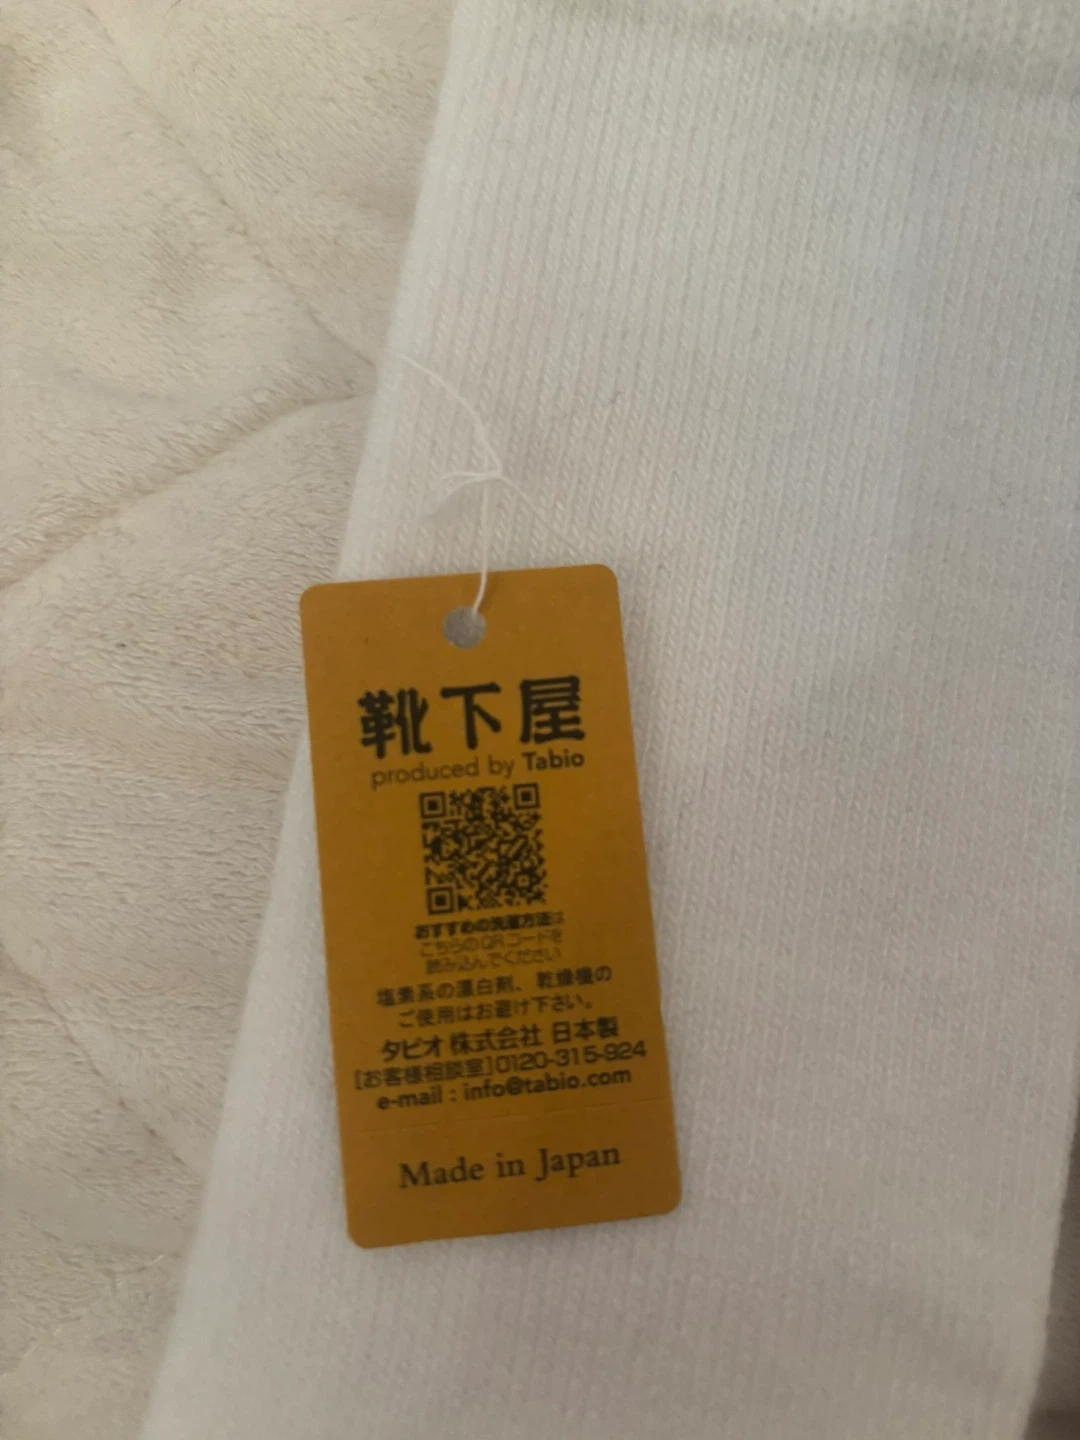 靴下屋
produced by Tabio
おすすめの洗濯方法は
こちらのQRコードを
読み込んでください
塩素系の漂白剤、乾燥機の
ご使用はお避け下さい。
タビオ株式会社 日本製
[お客様相談室]0120-315-924
e-mail : info@tabio.com
Made in Japan